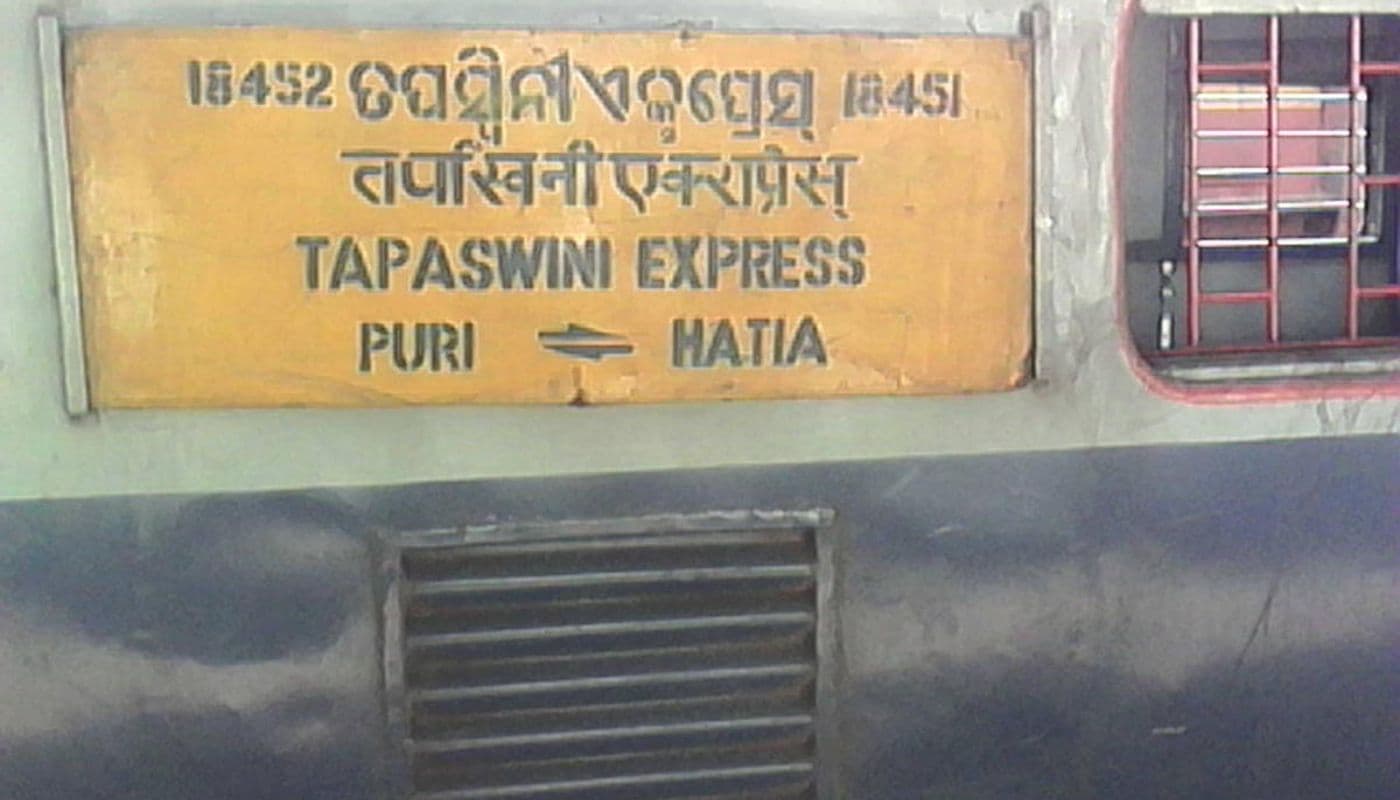 18452 ତପସ୍ୱିନୀ ଏକ୍ସପ୍ରେସ୍ 18451
तपस्विनी एक्सप्रेस
TAPASWINI EXPRESS
PURI ⇌ HATIA